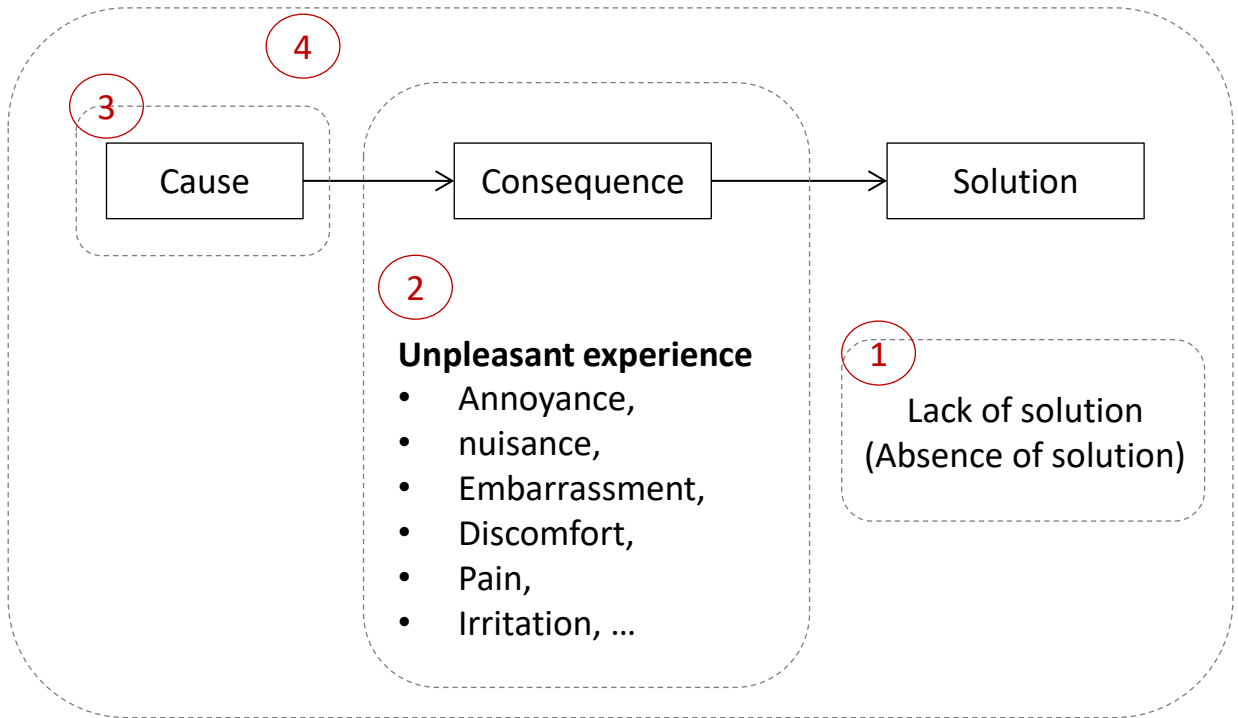 4
3
Cause
Consequence
Solution
2
Unpleasant experience
• Annoyance,
• nuisance,
• Embarrassment,
• Discomfort,
• Pain,
• Irritation, …
1
Lack of solution
(Absence of solution)